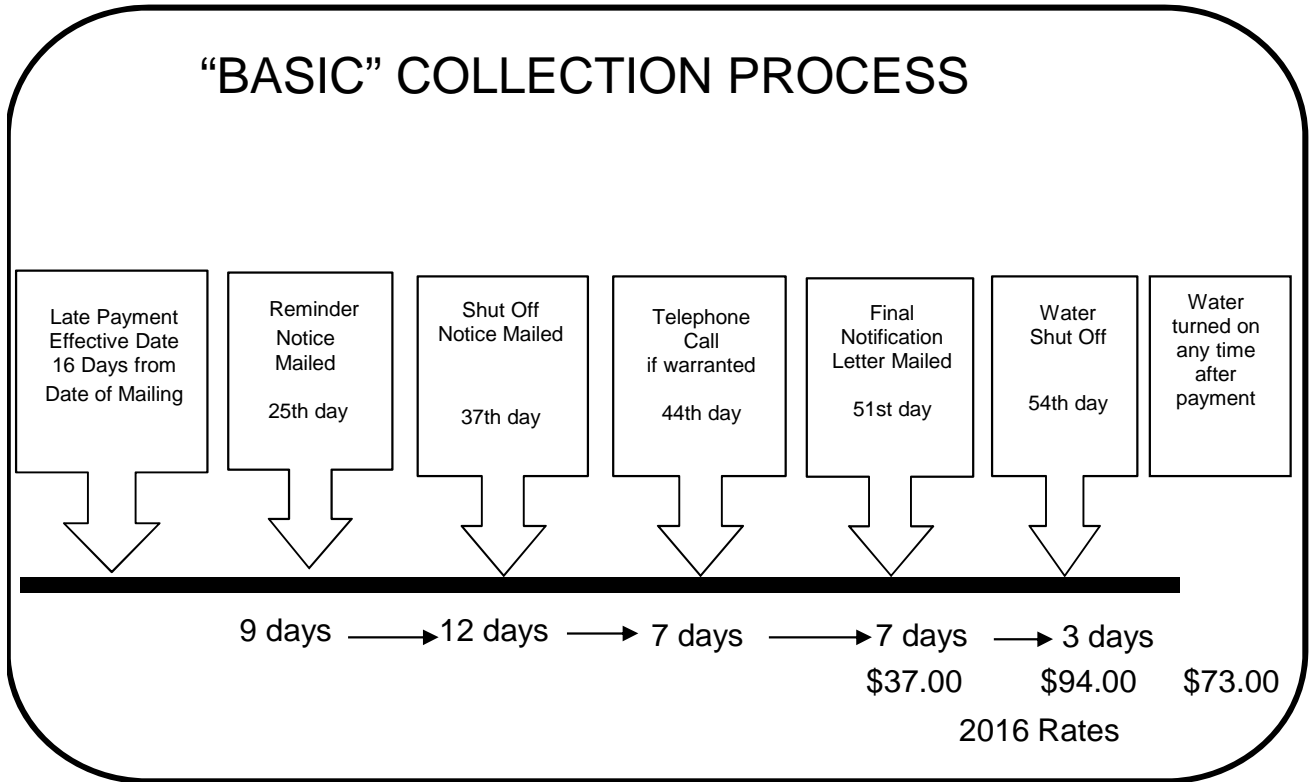 “BASIC” COLLECTION PROCESS
Late Payment
Effective Date
16 Days from
Date of Mailing
Reminder
Notice
Mailed
25th day
Shut Off
Notice Mailed
37th day
Telephone
Call
if warranted
44th day
Final
Notification
Letter Mailed
51st day
Water
Shut Off
54th day
Water
turned on
any time
after
payment
9 days
12 days
7 days
7 days
3 days
$37.00
$94.00
$73.00
2016 Rates